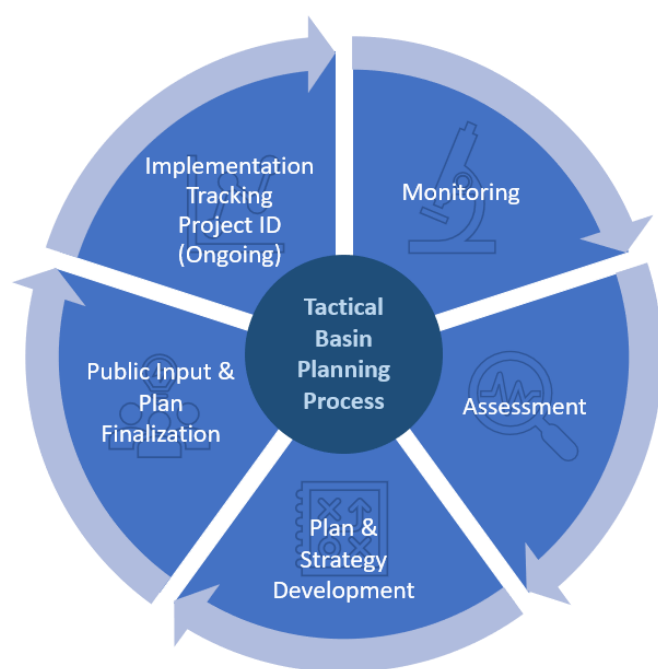 Implementation
Tracking
Project ID
(Ongoing)
Monitoring
Tactical
Basin
Planning
Process
Public Input &
Plan
Finalization
Assessment
Plan &
Strategy
Development